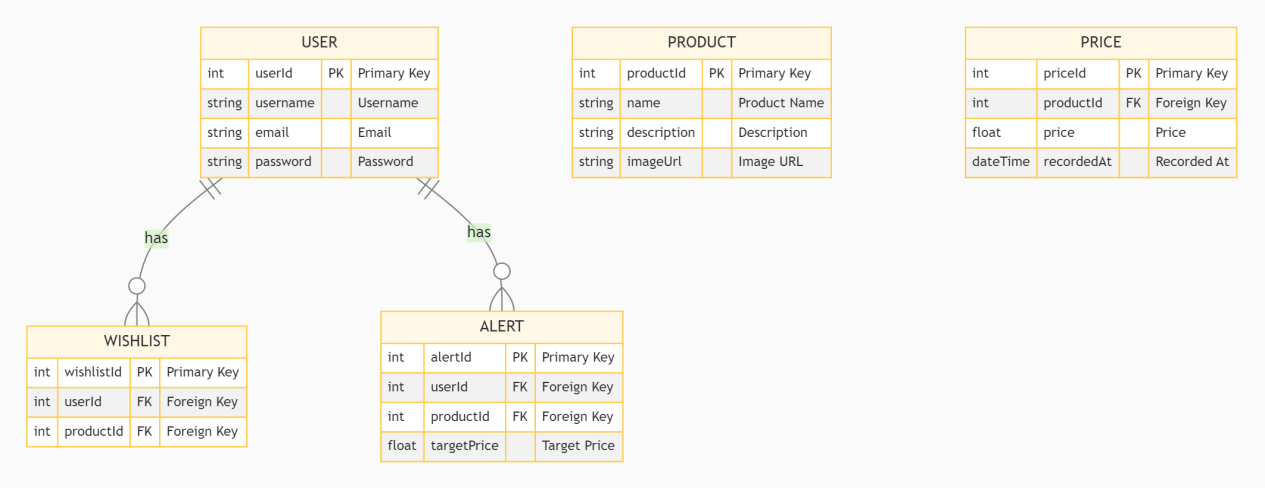 USER
int userId PK Primary Key
string username Username
string email Email
string password Password
PRODUCT
int productId PK Primary Key
string name Product Name
string description Description
string imageUrl Image URL
PRICE
int priceId PK Primary Key
int productId FK Foreign Key
float price Price
dateTime recordedAt Recorded At
has
has
WISHLIST
int wishlistId PK Primary Key
int userId FK Foreign Key
int productId FK Foreign Key
ALERT
int alertId PK Primary Key
int userId FK Foreign Key
int productId FK Foreign Key
float targetPrice Target Price